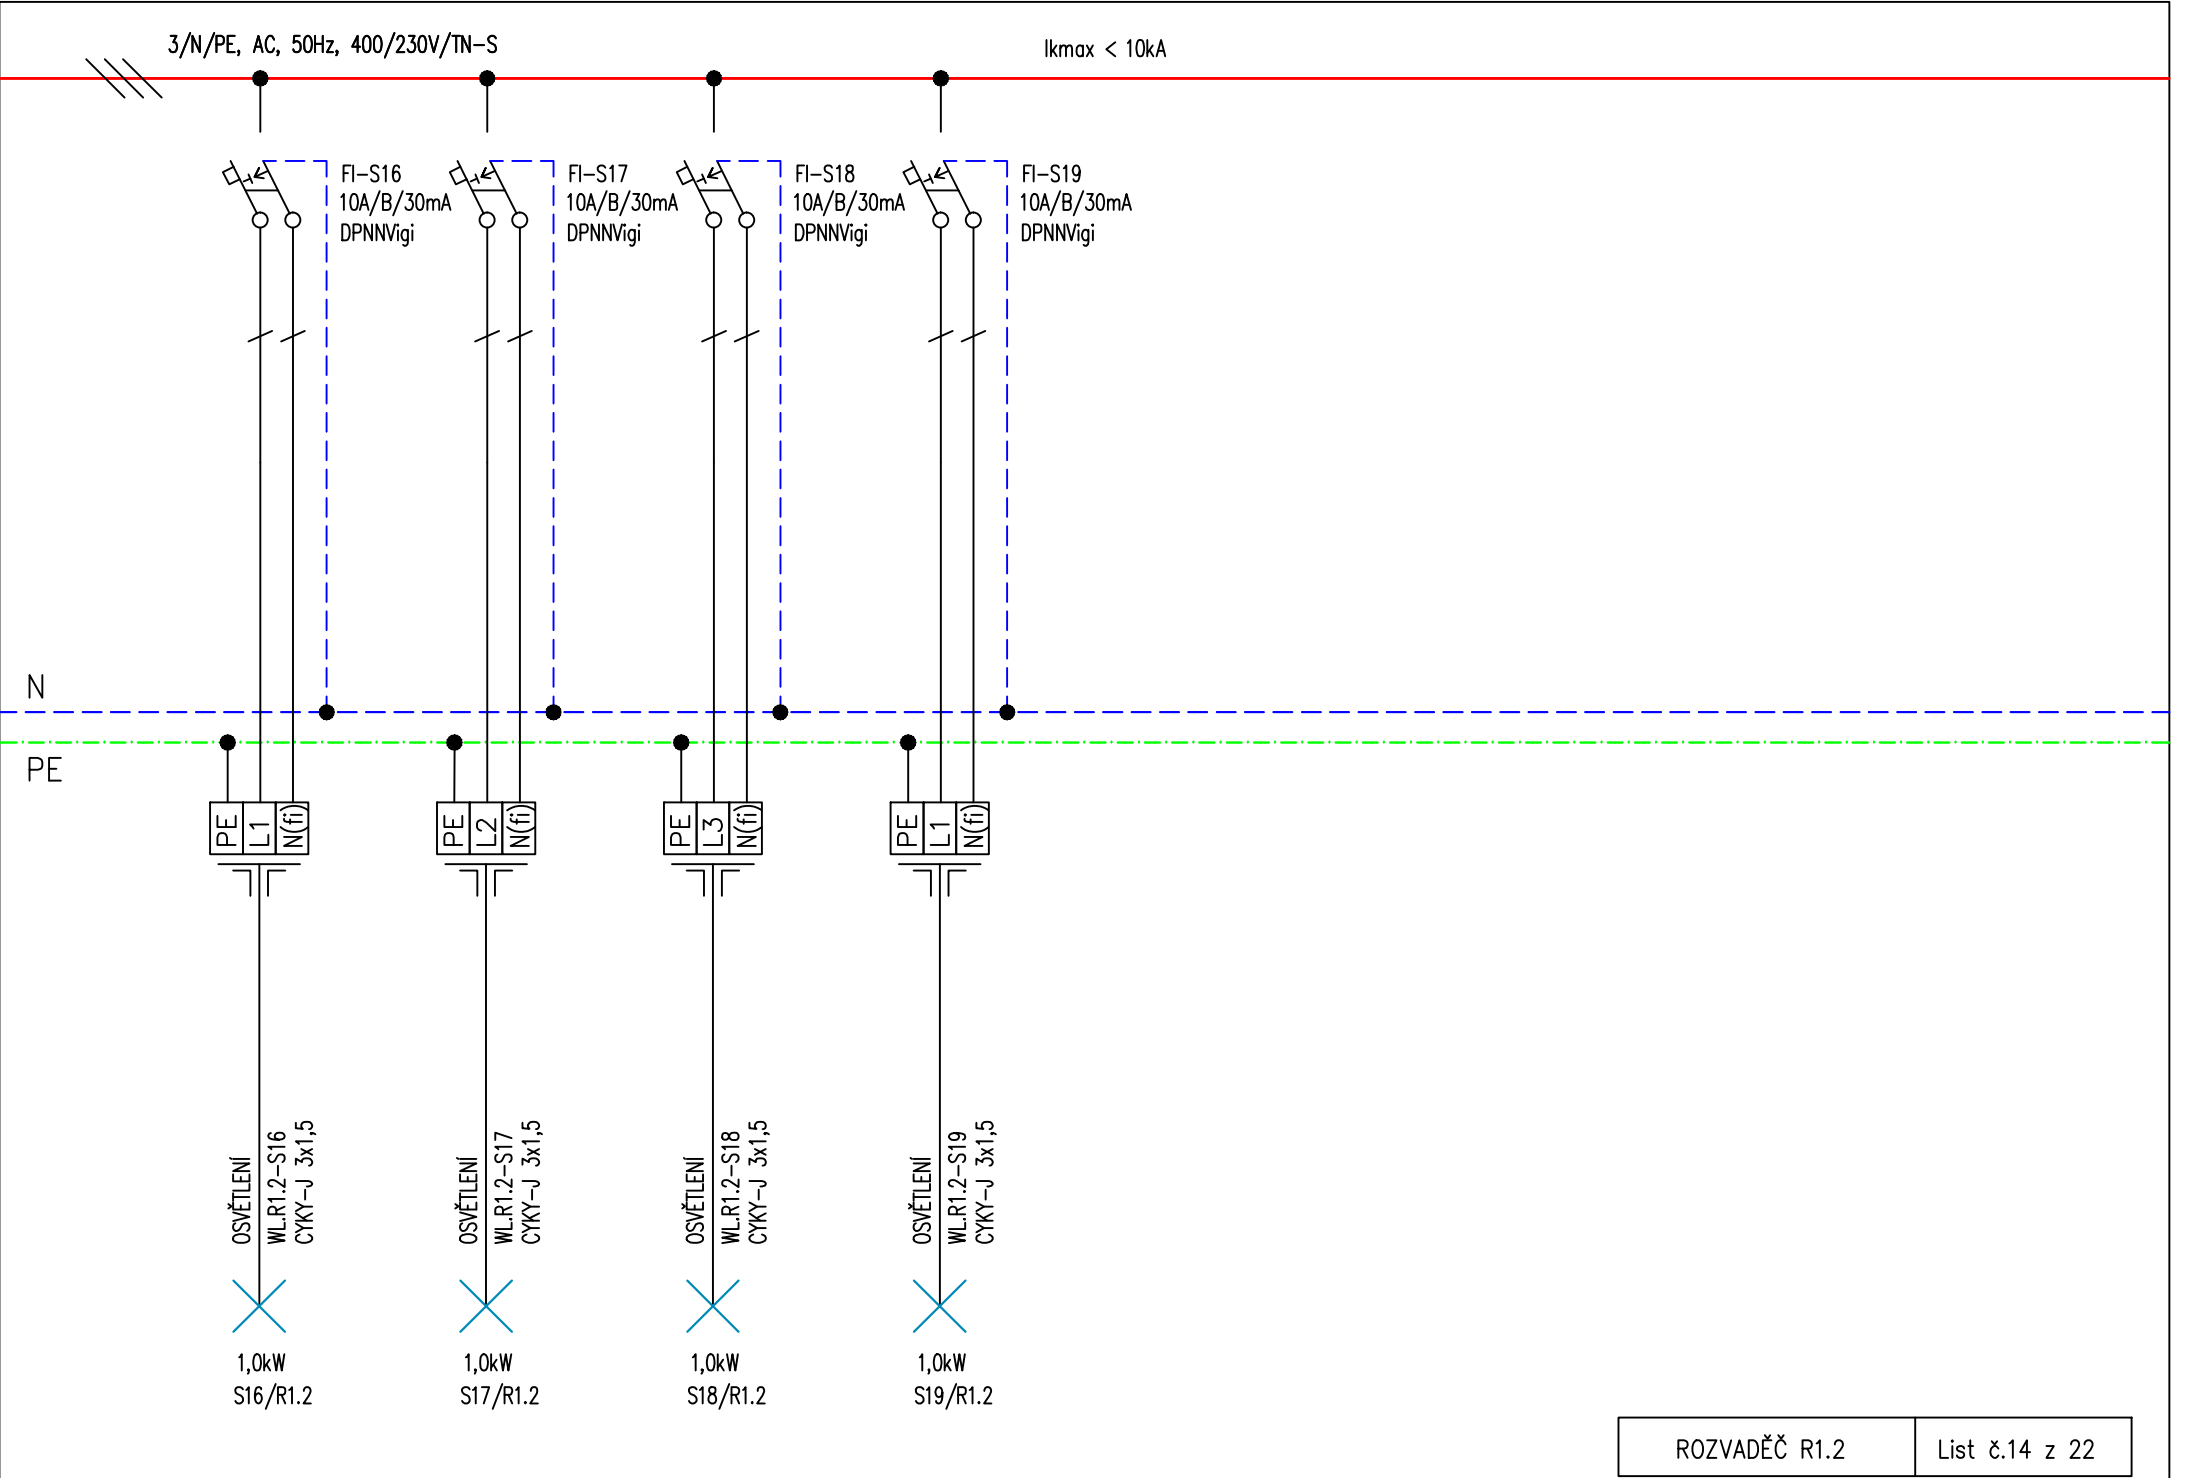 3/N/PE, AC, 50Hz, 400/230V/TN-S
Ikmax < 10kA
FI-S16
10A/B/30mA
DPNNVigi
FI-S17
10A/B/30mA
DPNNVigi
FI-S18
10A/B/30mA
DPNNVigi
FI-S19
10A/B/30mA
DPNNVigi
N
PE
PE
L1
N(fi)
PE
L2
N(fi)
PE
L3
N(fi)
PE
L1
N(fi)
OSVĚTLENÍ
WL.R1.2-S16
CYKY-J 3x1,5
OSVĚTLENÍ
WL.R1.2-S17
CYKY-J 3x1,5
OSVĚTLENÍ
WL.R1.2-S18
CYKY-J 3x1,5
OSVĚTLENÍ
WL.R1.2-S19
CYKY-J 3x1,5
1,0kW
S16/R1.2
1,0kW
S17/R1.2
1,0kW
S18/R1.2
1,0kW
S19/R1.2
ROZVADĚČ R1.2
List č.14 z 22